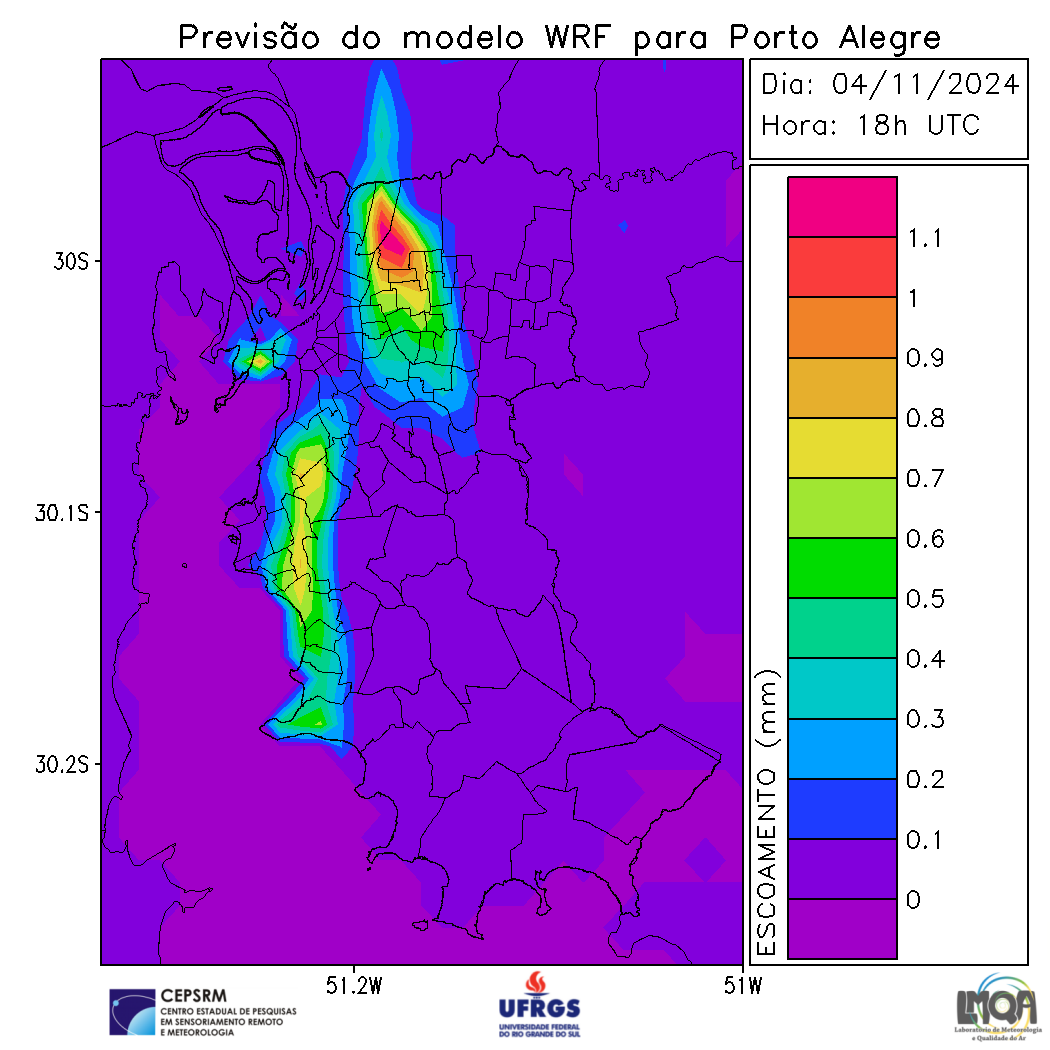 Previsão do modelo WRF para Porto Alegre
Dia: 04/11/2024
Hora: 18h UTC
30S
30.1S
30.2S
51.2W
51W
ESCOAMENTO (mm)
1.1
1
0.9
0.8
0.7
0.6
0.5
0.4
0.3
0.2
0.1
0
CEPSRM
CENTRO ESTADUAL DE PESQUISAS
EM SENSORIAMENTO REMOTO
E METEOROLOGIA
UFRGS
UNIVERSIDADE FEDERAL
DO RIO GRANDE DO SUL
LMQA
Laboratório de Meteorologia
e Qualidade do Ar